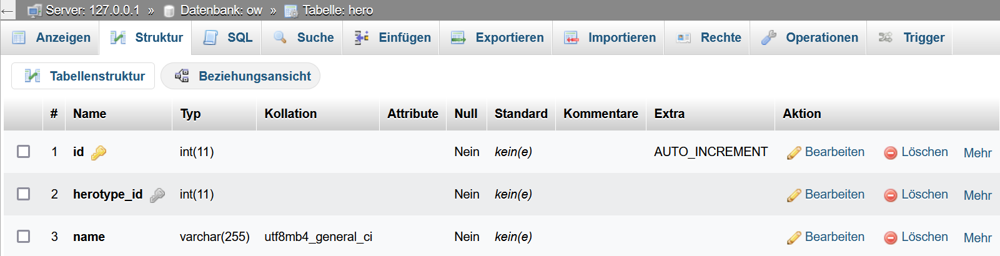 ← Server: 127.0.0.1 » Datenbank: ow » Tabelle: hero
Anzeigen Struktur SQL Suche Einfügen Exportieren Importieren Rechte Operationen Trigger
Tabellenstruktur Beziehungsansicht
# Name Typ Kollation Attribute Null Standard Kommentare Extra Aktion
1 id int(11) Nein kein(e) AUTO_INCREMENT Bearbeiten Löschen Mehr
2 herotype_id int(11) Nein kein(e) Bearbeiten Löschen Mehr
3 name varchar(255) utf8mb4_general_ci Nein kein(e) Bearbeiten Löschen Mehr